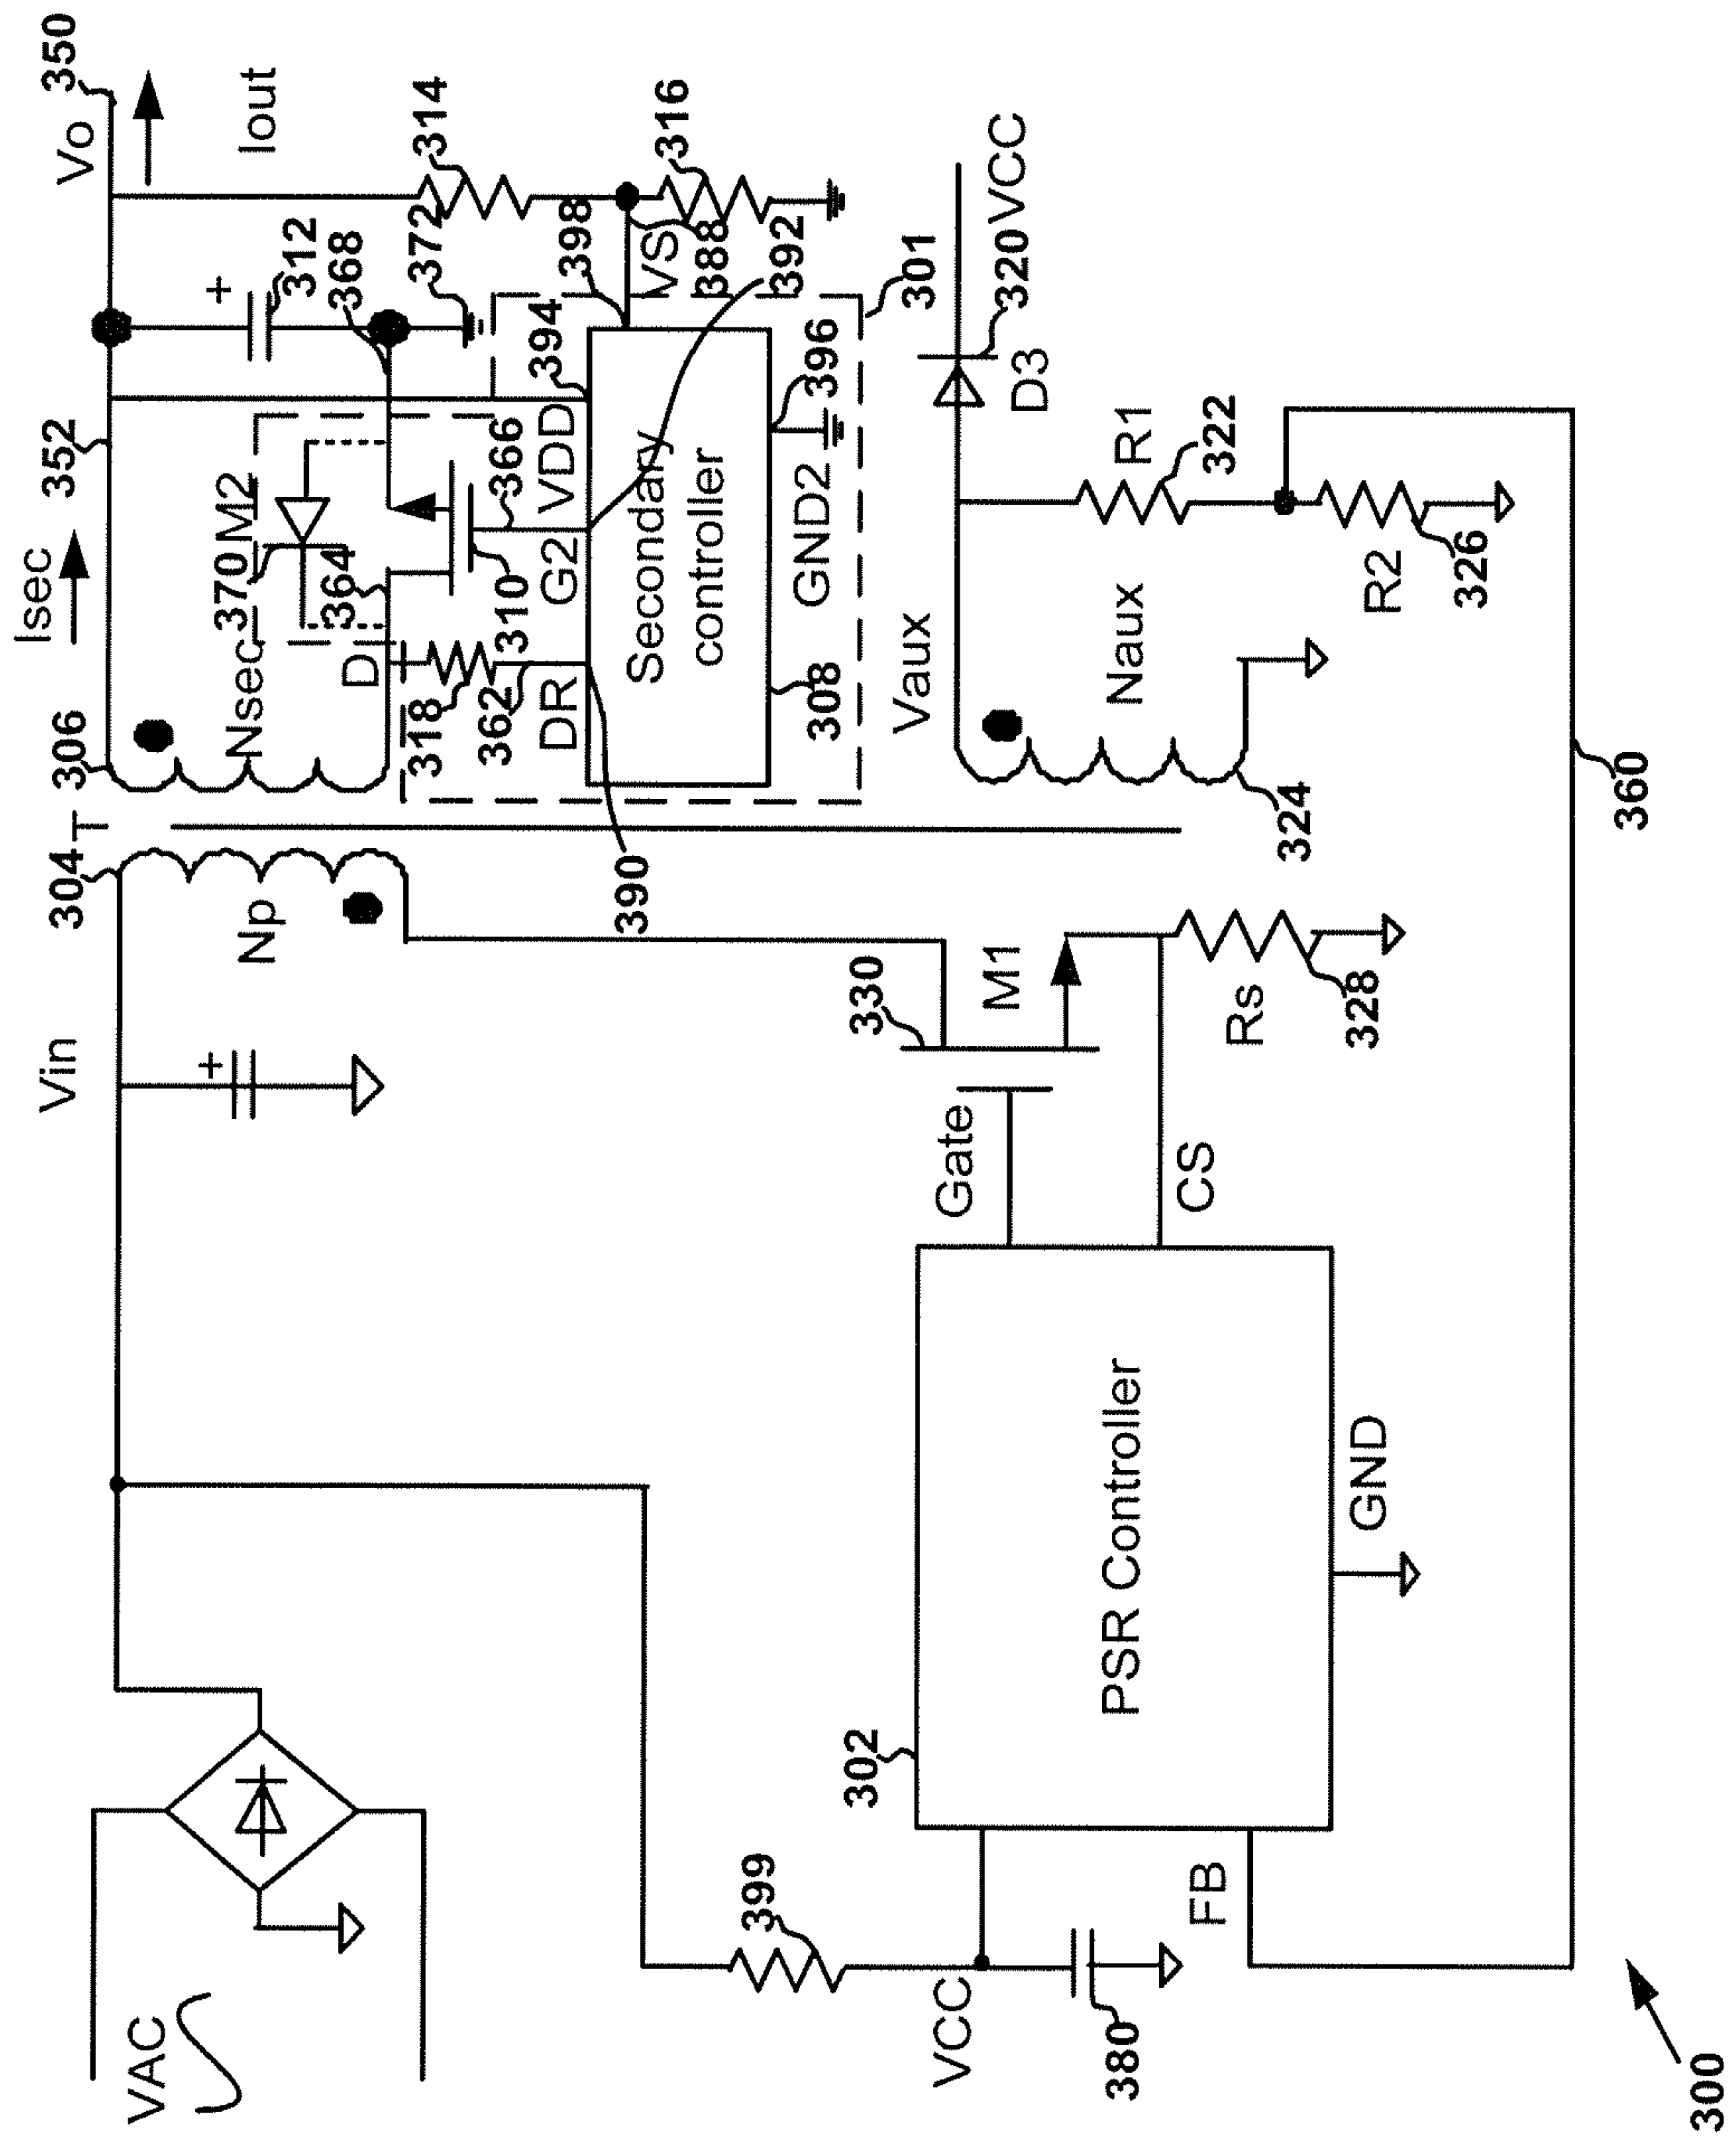 VAC
Vin
304
T
306
Isec
352
Vo
350
Iout
Np
Nsec
D
370
M2
364
368
312
+
+
372
314
318
362
310
366
394
398
VS
388
316
392
DR
G2
VDD
Secondary
controller
308
GND2
396
301
390
399
330
M1
Gate
CS
Rs
328
Vaux
Naux
324
D3
320
VCC
R1
322
R2
326
302
PSR Controller
VCC
380
FB
GND
360
300